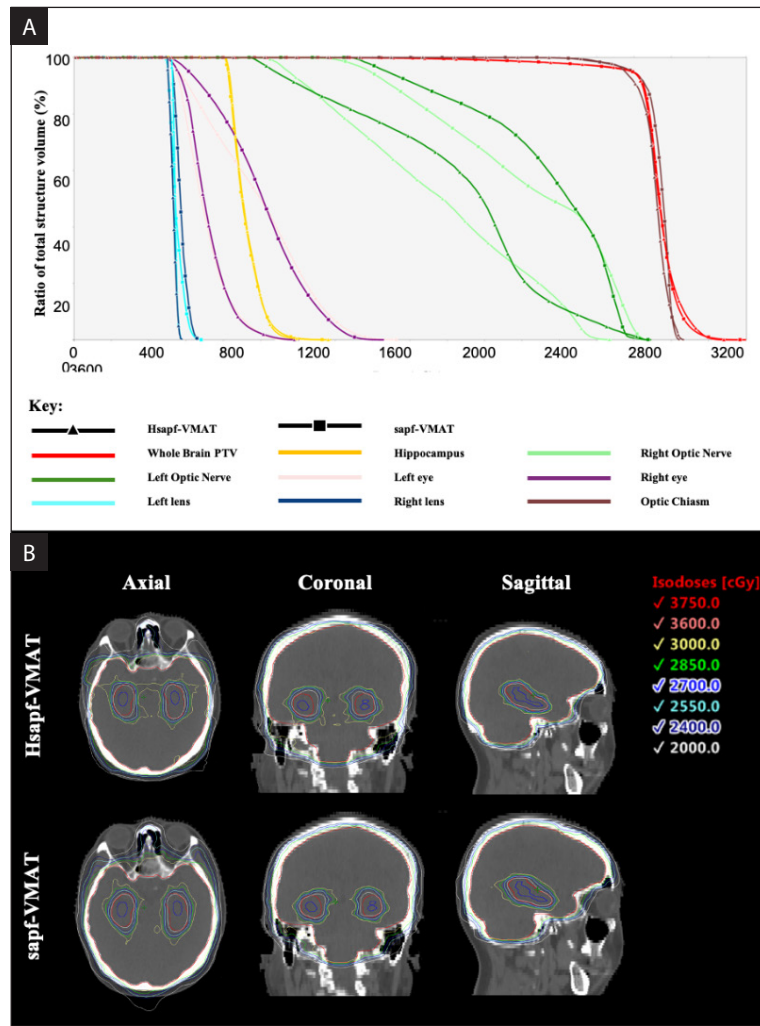 A
Ratio of total structure volume (%)
100
80
60
40
20
0 400 800 1200 1600 2000 2400 2800 3200
03600
Key:
Hsapf-VMAT sapf-VMAT
Whole Brain PTV Hippocampus Right Optic Nerve
Left Optic Nerve Left eye Right eye
Left lens Right lens Optic Chiasm
B
Axial Coronal Sagittal
Isodoses [cGy]
✓ 3750.0
✓ 3600.0
✓ 3000.0
✓ 2850.0
✓ 2700.0
✓ 2550.0
✓ 2400.0
✓ 2000.0
Hsapf-VMAT
sapf-VMAT